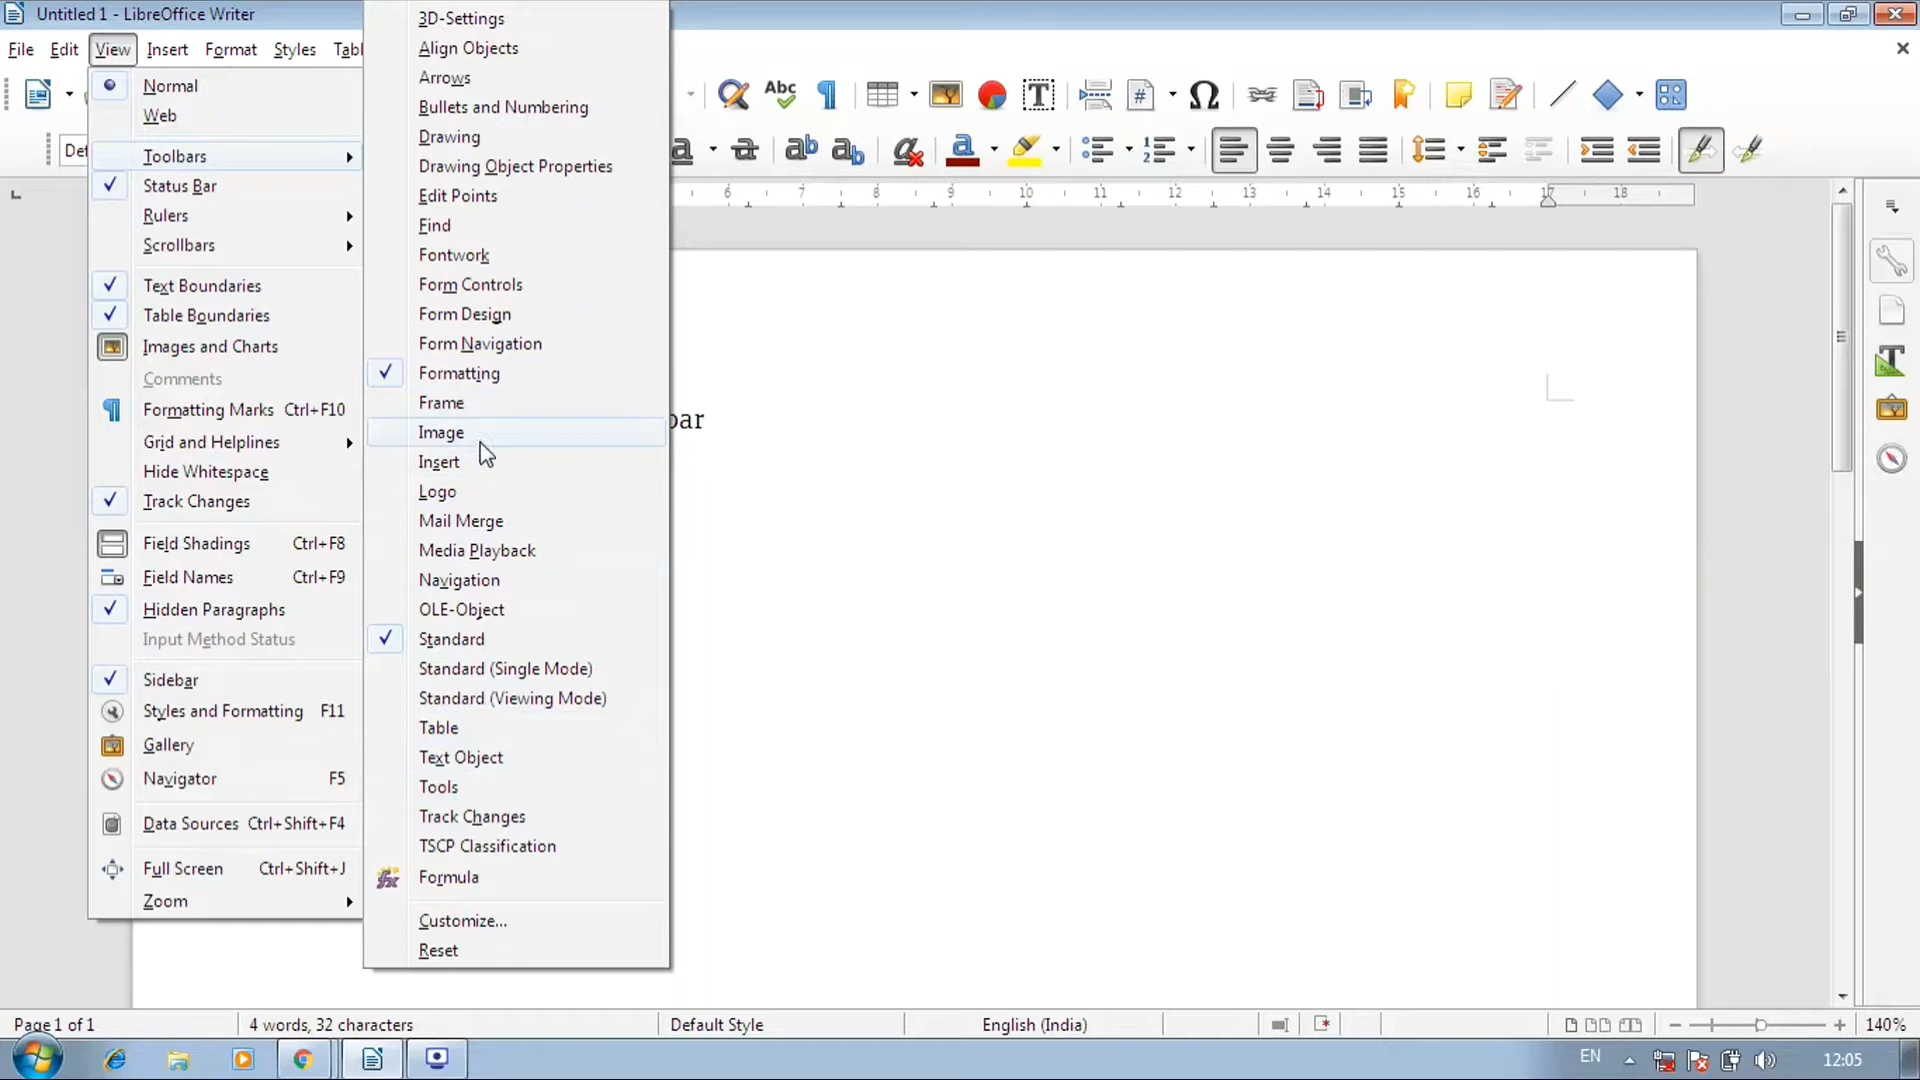 Untitled 1 - LibreOffice Writer
File Edit View Insert Format Styles Tabl
Normal
Web
Toolbars
Status Bar
Rulers
Scrollbars
Text Boundaries
Table Boundaries
Images and Charts
Comments
Formatting Marks Ctrl+F10
Grid and Helplines
Hide Whitespace
Track Changes
Field Shadings Ctrl+F8
Field Names Ctrl+F9
Hidden Paragraphs
Input Method Status
Sidebar
Styles and Formatting F11
Gallery
Navigator F5
Data Sources Ctrl+Shift+F4
Full Screen Ctrl+Shift+J
Zoom
3D-Settings
Align Objects
Arrows
Bullets and Numbering
Drawing
Drawing Object Properties
Edit Points
Find
Fontwork
Form Controls
Form Design
Form Navigation
Formatting
Frame
Image
Insert
Logo
Mail Merge
Media Playback
Navigation
OLE-Object
Standard
Standard (Single Mode)
Standard (Viewing Mode)
Table
Text Object
Tools
Track Changes
TSCP Classification
Formula
Customize...
Reset
Abc
Def
6 7 8 9 10 11 12 13 14 15 16 17 18
bar
Page 1 of 1 4 words, 32 characters Default Style English (India) 140%
EN 12:05